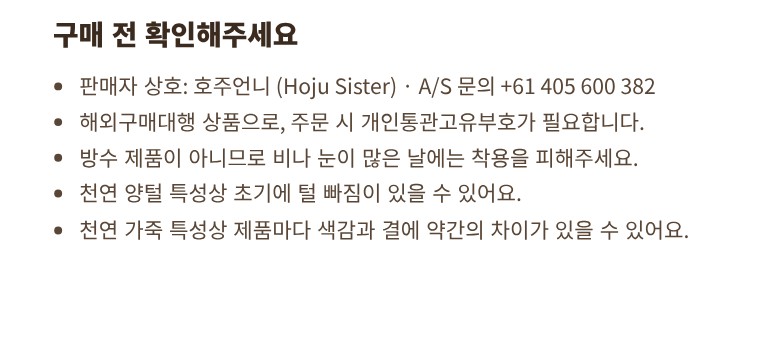 구매 전 확인해주세요
• 판매자 상호: 호주언니 (Hoju Sister) · A/S 문의 +61 405 600 382
• 해외구매대행 상품으로, 주문 시 개인통관고유부호가 필요합니다.
• 방수 제품이 아니므로 비나 눈이 많은 날에는 착용을 피해주세요.
• 천연 양털 특성상 초기에 털 빠짐이 있을 수 있어요.
• 천연 가죽 특성상 제품마다 색감과 결에 약간의 차이가 있을 수 있어요.